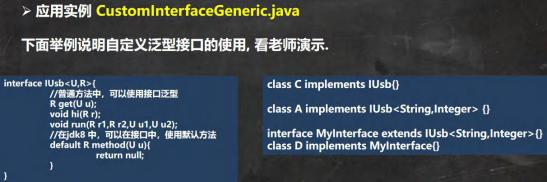 ➢ 应用实例 CustomInterfaceGeneric.java
下面举例说明自定义泛型接口的使用, 看老师演示.
interface IUsb<U,R>{
//普通方法中，可以使用接口泛型
R get(U u);
void hi(R r);
void run(R r1,R r2,U u1,U u2);
//在jdk8 中，可以在接口中，使用默认方法
default R method(U u){
return null;
}
}
class C implements IUsb{}
class A implements IUsb<String,Integer> {}
interface MyInterface extends IUsb<String,Integer>{}
class D implements MyInterface{}